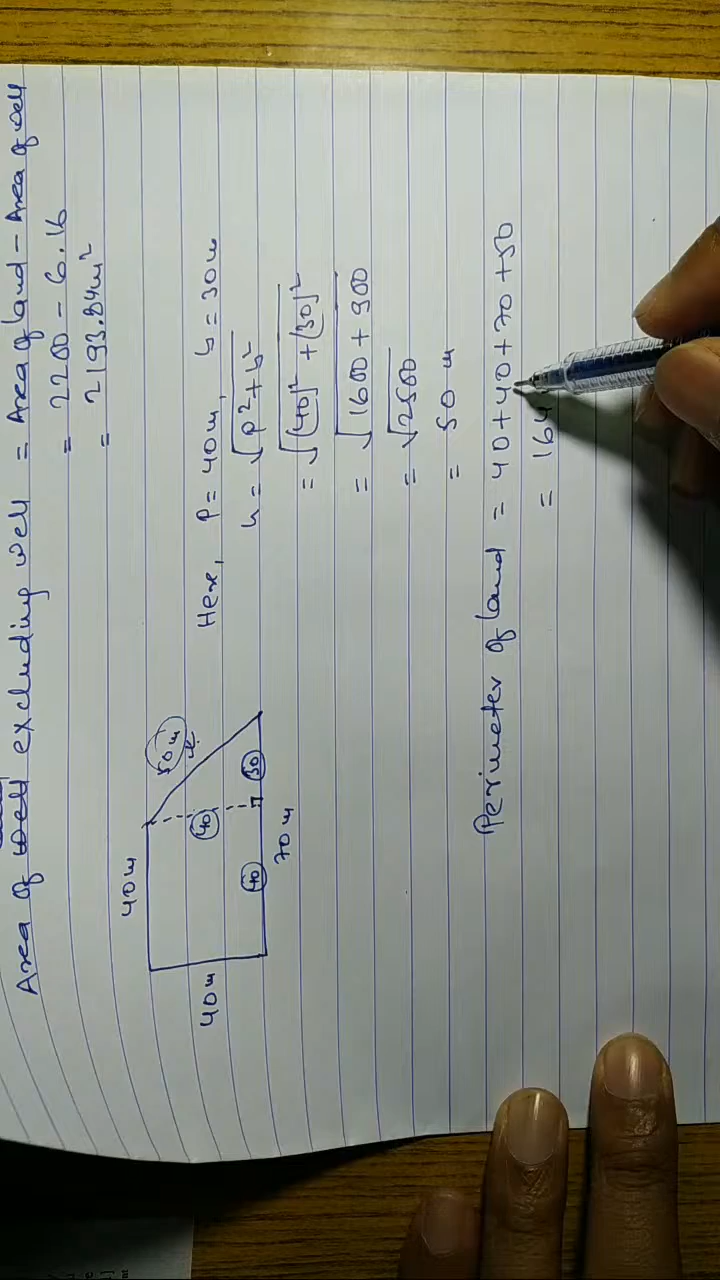 Area of well excluding well = Area of land - Area of well
= 2200 - 6.16
= 2193.84m²
Here, P = 40m, b = 30m
h = √p²+b²
= √(40)²+(30)²
= √1600 + 900
= √2500
= 50 m
40m
50m
x
40m
40
40
30
70m
Perimeter of land = 40+40+70+50
= 164